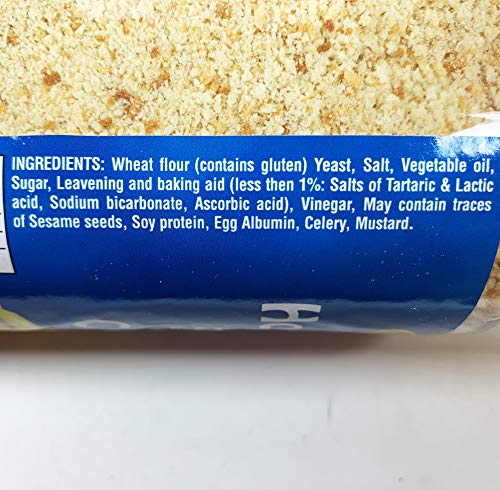 INGREDIENTS: Wheat flour (contains gluten) Yeast, Salt, Vegetable oil,
Sugar, Leavening and baking aid (less then 1%: Salts of Tartaric & Lactic
acid, Sodium bicarbonate, Ascorbic acid), Vinegar, May contain traces
of Sesame seeds, Soy protein, Egg Albumin, Celery, Mustard.